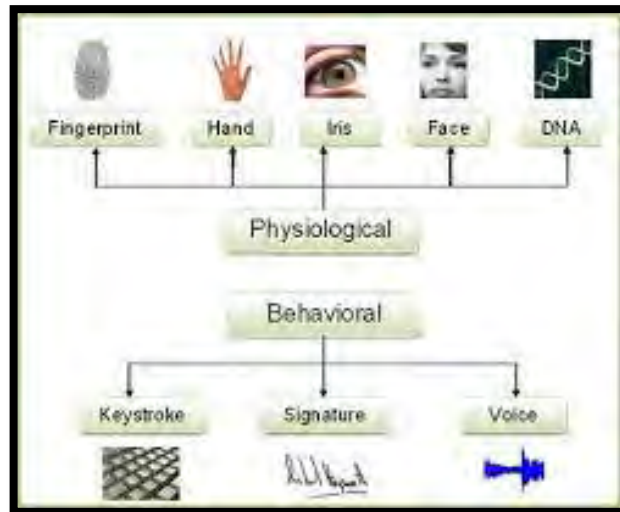 Fingerprint Hand Iris Face DNA
Physiological
Behavioral
Keystroke Signature Voice